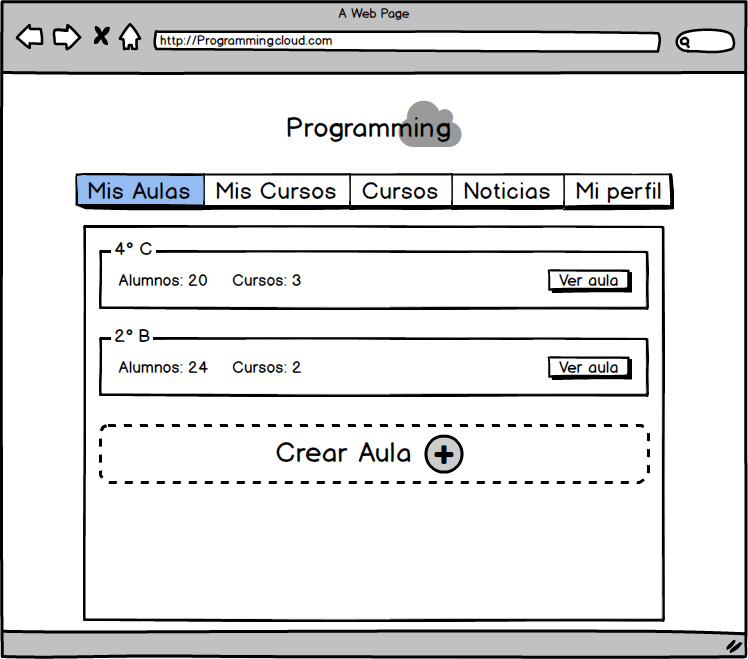 A Web Page
http://Programmingcloud.com
Programming
Mis Aulas Mis Cursos Cursos Noticias Mi perfil
4° C
Alumnos: 20 Cursos: 3 Ver aula
2° B
Alumnos: 24 Cursos: 2 Ver aula
Crear Aula